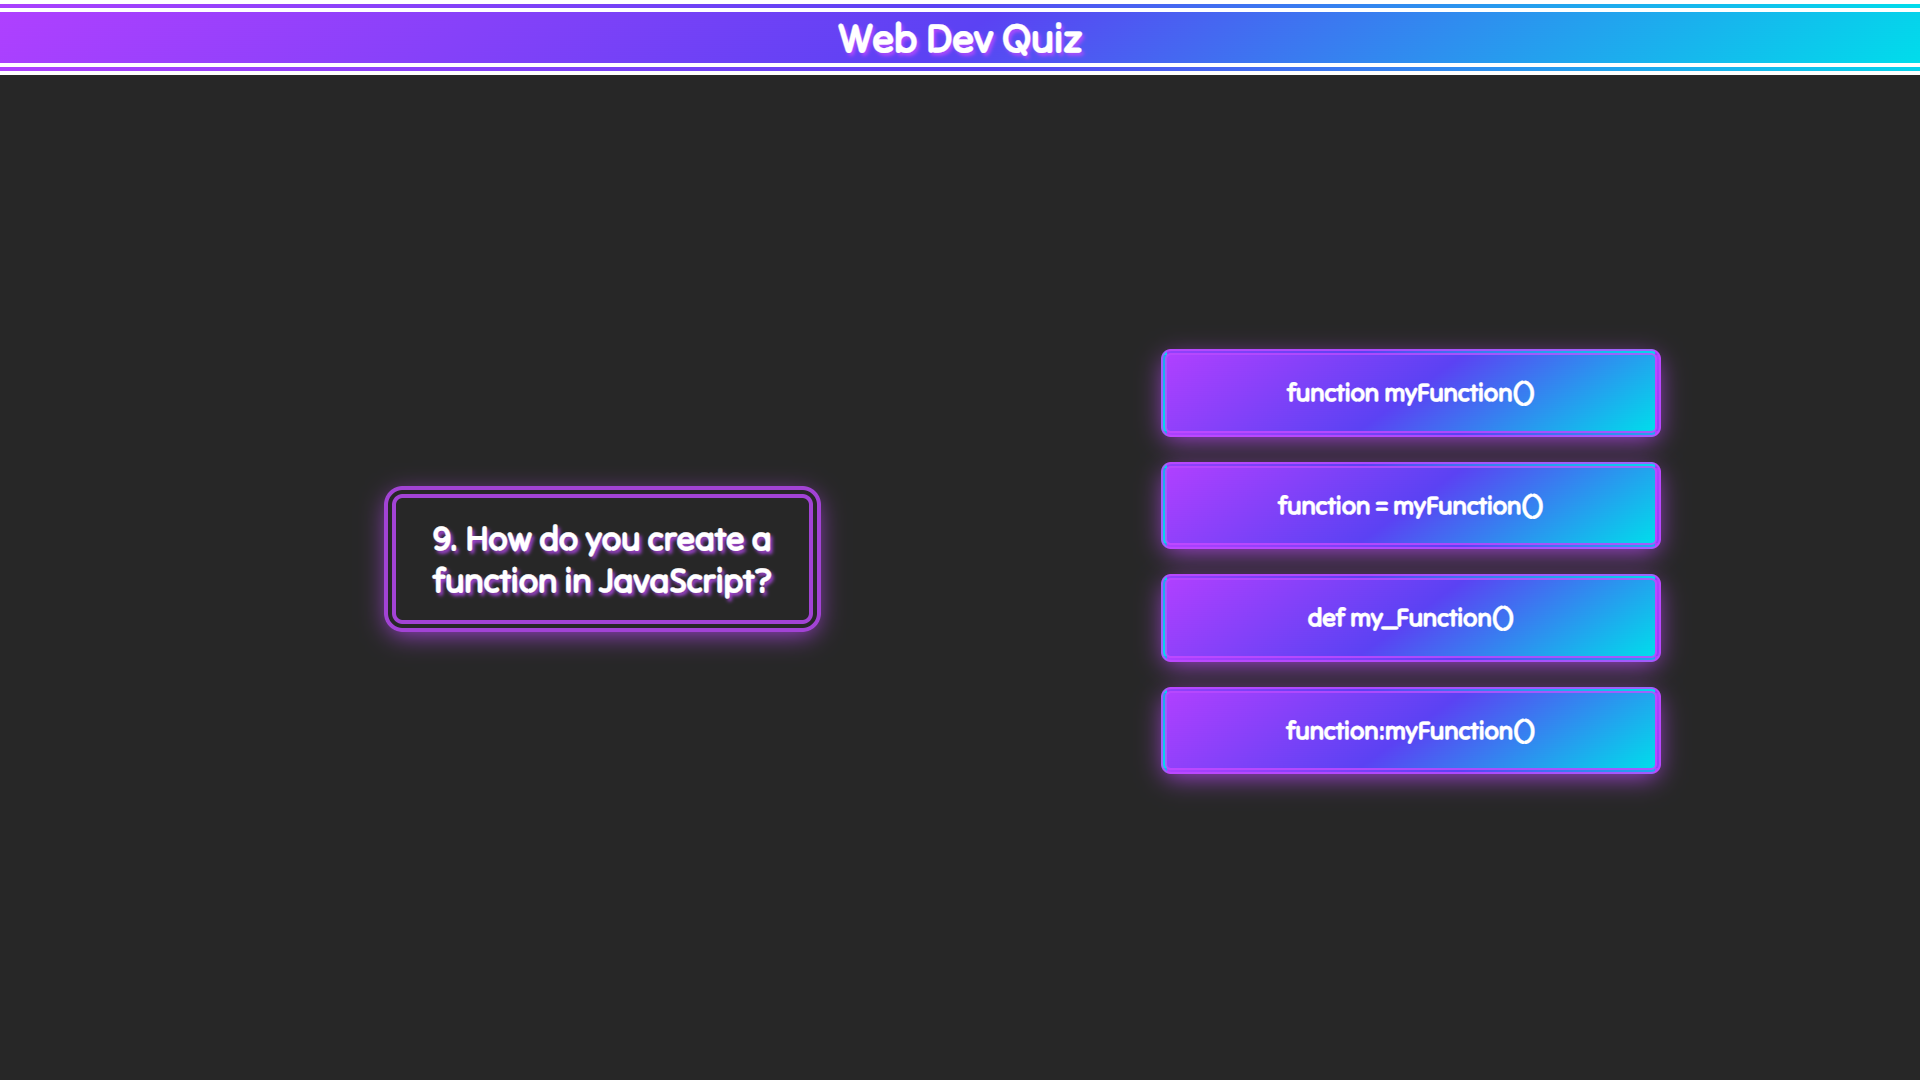 Web Dev Quiz
9. How do you create a
function in JavaScript?
function myFunction()
function = myFunction()
def my_Function()
function:myFunction()